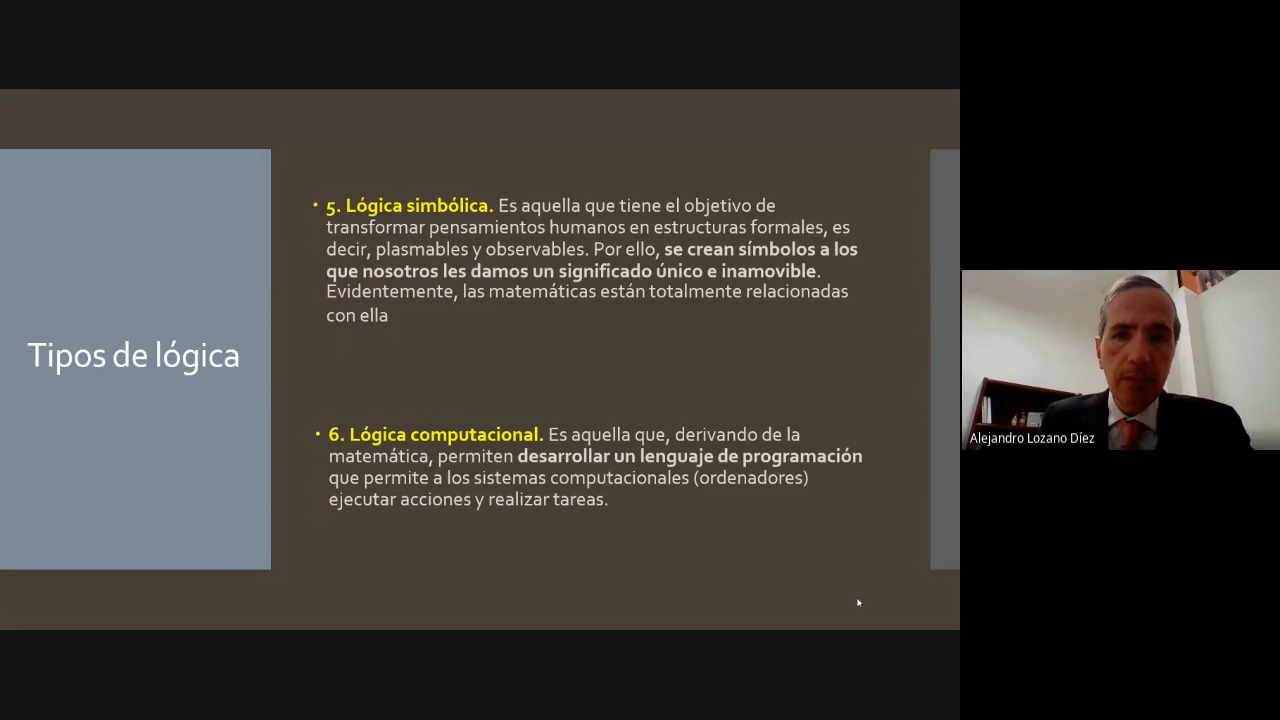 Tipos de lógica
• 5. Lógica simbólica. Es aquella que tiene el objetivo de
transformar pensamientos humanos en estructuras formales, es
decir, plasmables y observables. Por ello, se crean símbolos a los
que nosotros les damos un significado único e inamovible.
Evidentemente, las matemáticas están totalmente relacionadas
con ella
• 6. Lógica computacional. Es aquella que, derivando de la
matemática, permiten desarrollar un lenguaje de programación
que permite a los sistemas computacionales (ordenadores)
ejecutar acciones y realizar tareas.
Alejandro Lozano Díez